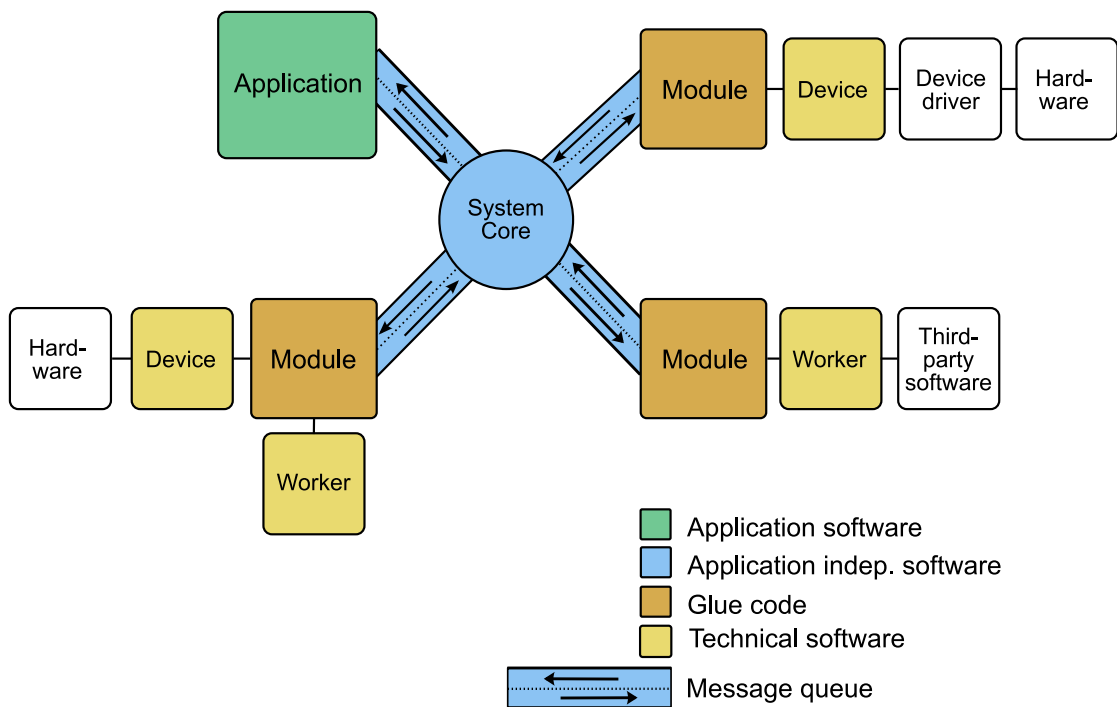 Application
Module
Device
Device
driver
Hard-
ware
System
Core
Hard-
ware
Device
Module
Worker
Module
Worker
Third-
party
software
Application software
Application indep. software
Glue code
Technical software
Message queue